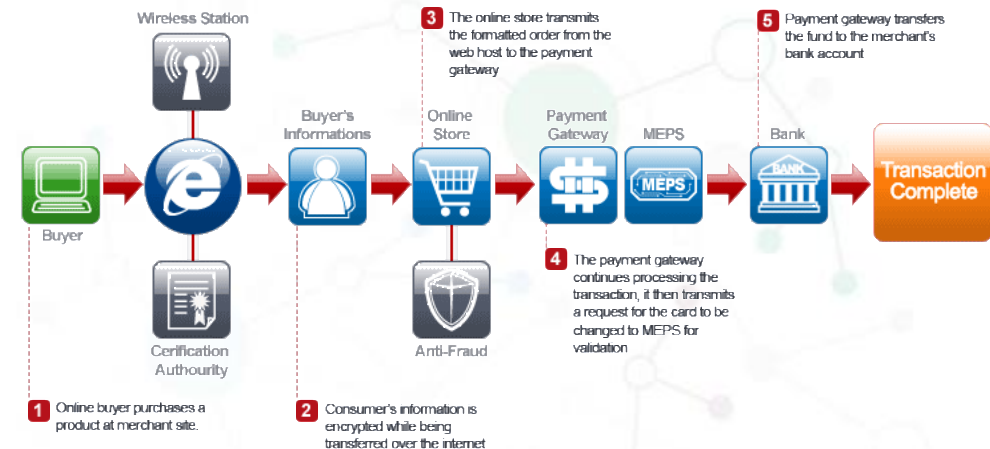 Wireless Station
3 The online store transmits
the formatted order from the
web host to the payment
gateway
5 Payment gateway transfers
the fund to the merchant's
bank account
Buyer's
Informations
Online
Store
Payment
Gateway
MEPS
Bank
MEPS
BANK
Transaction
Complete
Buyer
Cerification
Authourity
Anti-Fraud
4 The payment gateway
continues processing the
transaction, it then transmits
a request for the card to be
changed to MEPS for
validation
1 Online buyer purchases a
product at merchant site.
2 Consumer's information is
encrypted while being
transferred over the internet